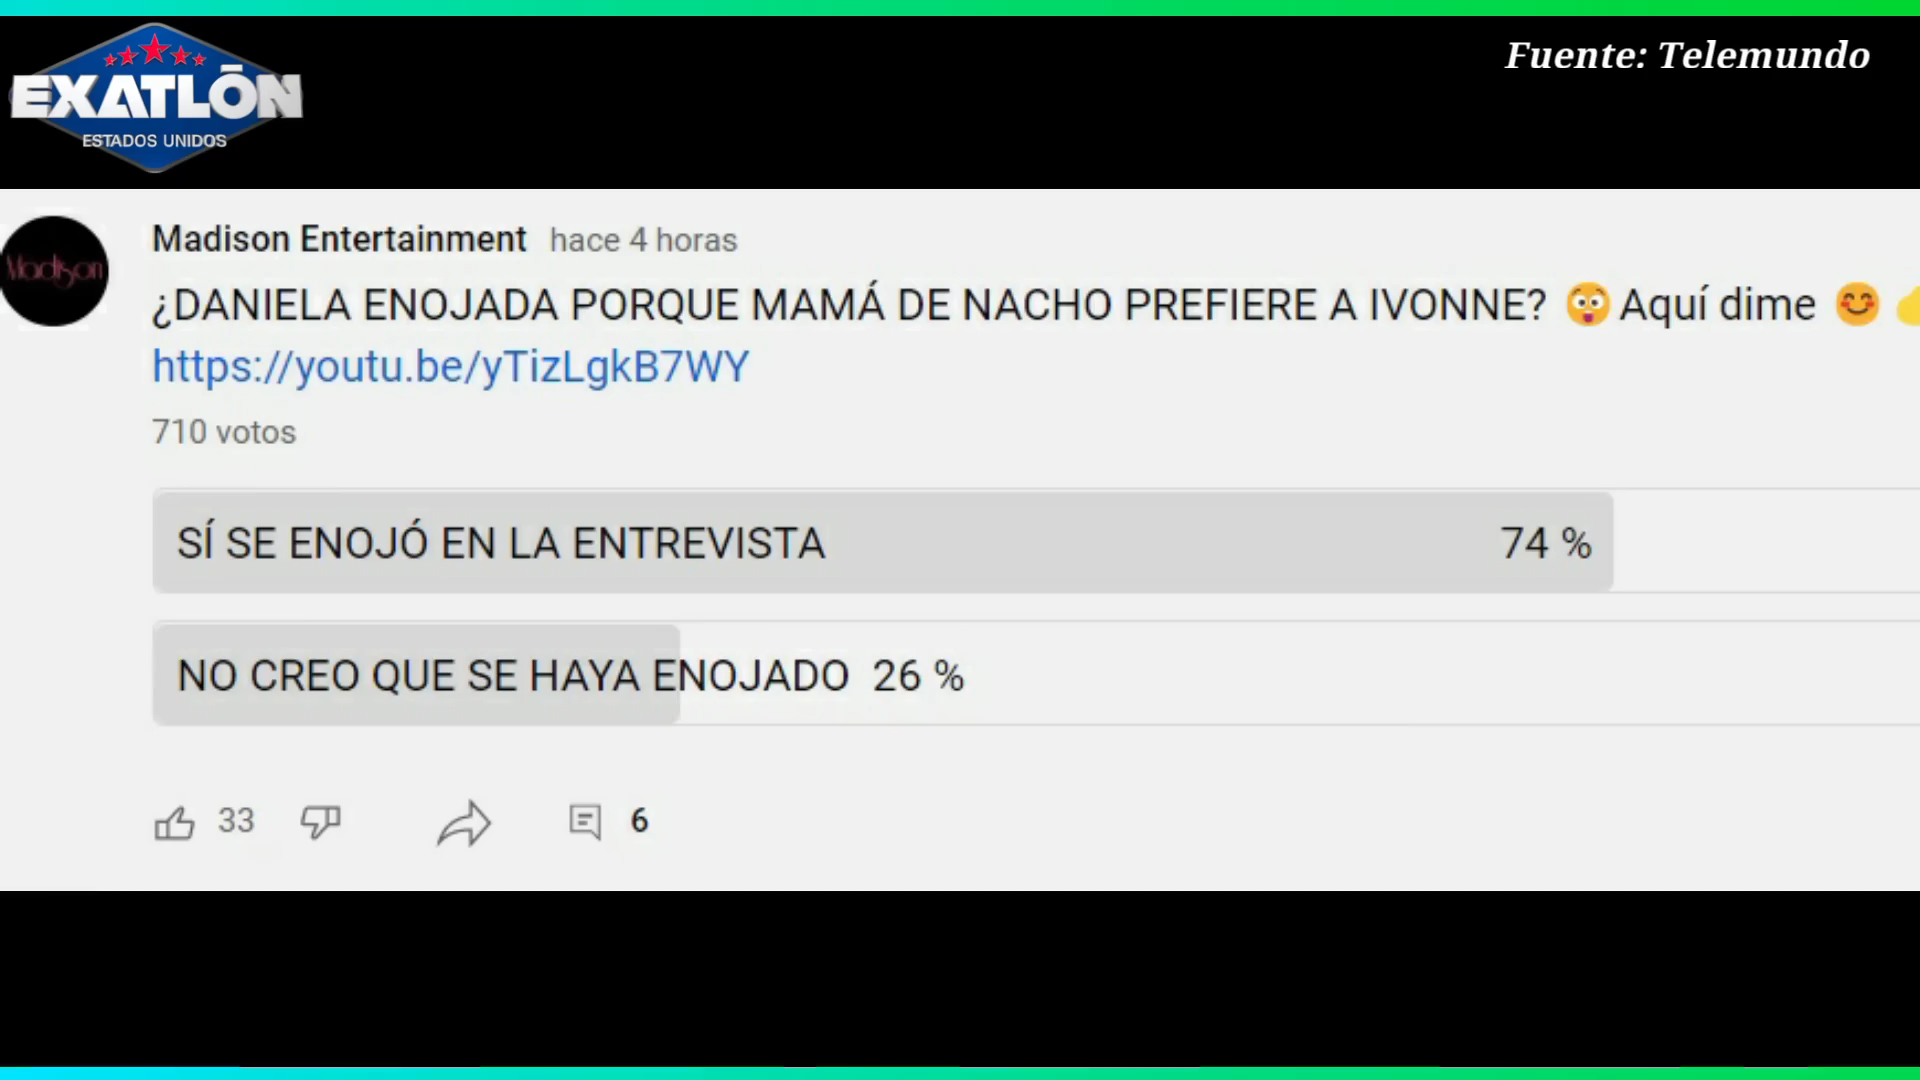 EXATLÓN
ESTADOS UNIDOS
Fuente: Telemundo
Madison
Madison Entertainment hace 4 horas
¿DANIELA ENOJADA PORQUE MAMÁ DE NACHO PREFIERE A IVONNE? 😲 Aquí dime 😊
https://youtu.be/yTizLgkB7WY
710 votos
SÍ SE ENOJÓ EN LA ENTREVISTA 74 %
NO CREO QUE SE HAYA ENOJADO 26 %
33
6